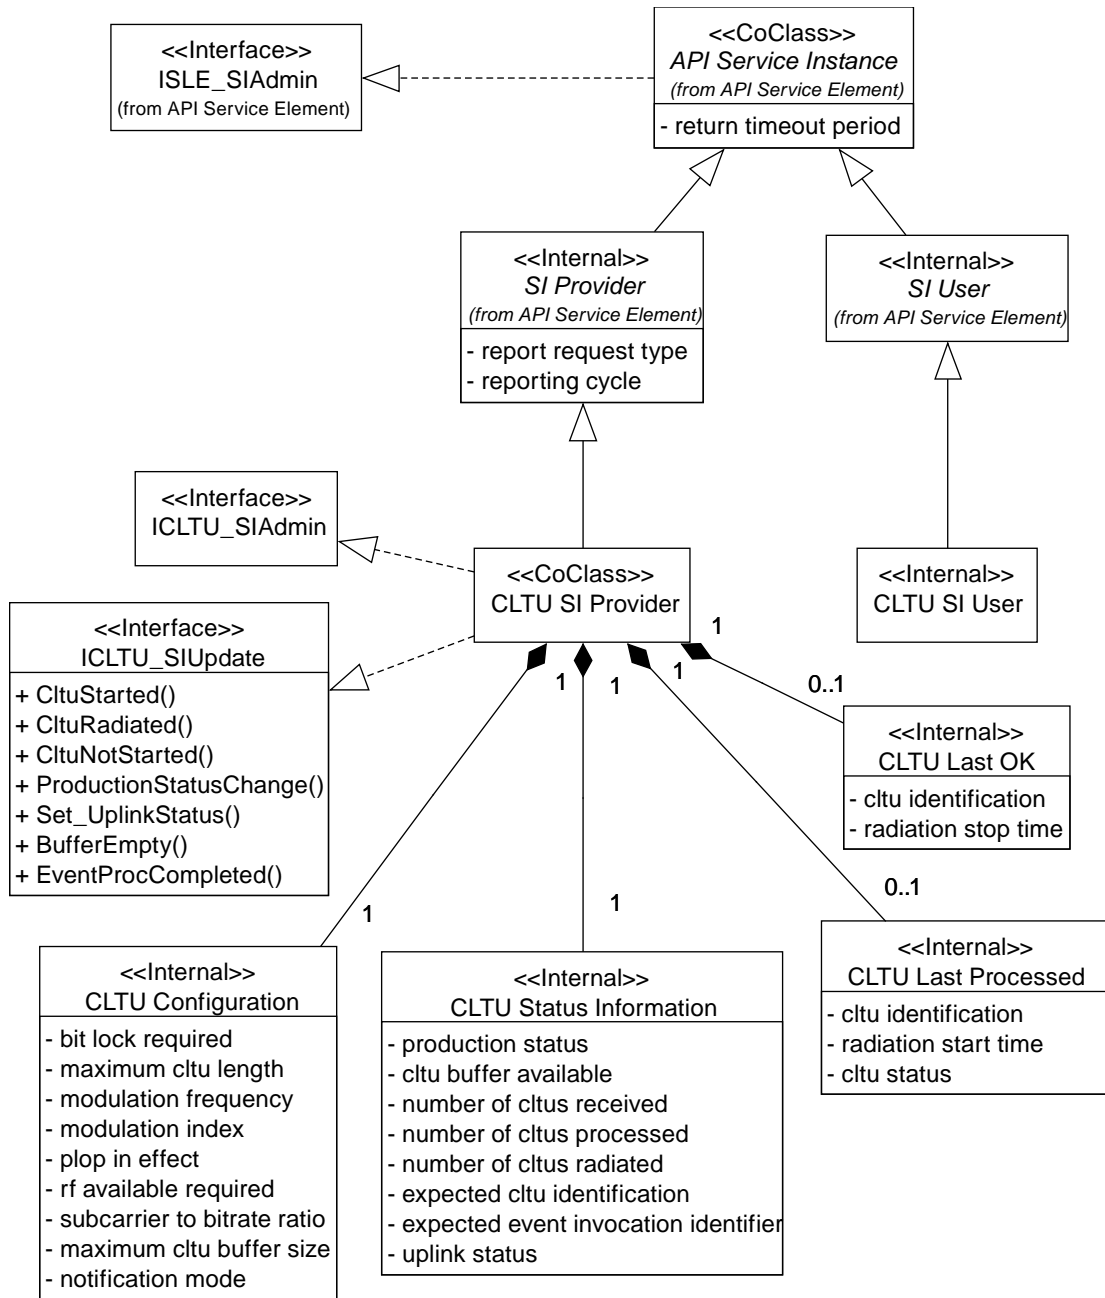 <<Interface>>
ISLE_SIAdmin
(from API Service Element)
<<CoClass>>
API Service Instance
(from API Service Element)
- return timeout period
<<Internal>>
SI Provider
(from API Service Element)
- report request type
- reporting cycle
<<Internal>>
SI User
(from API Service Element)
<<Interface>>
ICLTU_SIAdmin
<<CoClass>>
CLTU SI Provider
<<Internal>>
CLTU SI User
<<Interface>>
ICLTU_SIUpdate
+ CltuStarted()
+ CltuRadiated()
+ CltuNotStarted()
+ ProductionStatusChange()
+ Set_UplinkStatus()
+ BufferEmpty()
+ EventProcCompleted()
1
1
1
1
0..1
<<Internal>>
CLTU Last OK
- cltu identification
- radiation stop time
0..1
1
1
<<Internal>>
CLTU Configuration
- bit lock required
- maximum cltu length
- modulation frequency
- modulation index
- plop in effect
- rf available required
- subcarrier to bitrate ratio
- maximum cltu buffer size
- notification mode
<<Internal>>
CLTU Status Information
- production status
- cltu buffer available
- number of cltus received
- number of cltus processed
- number of cltus radiated
- expected cltu identification
- expected event invocation identifier
- uplink status
<<Internal>>
CLTU Last Processed
- cltu identification
- radiation start time
- cltu status